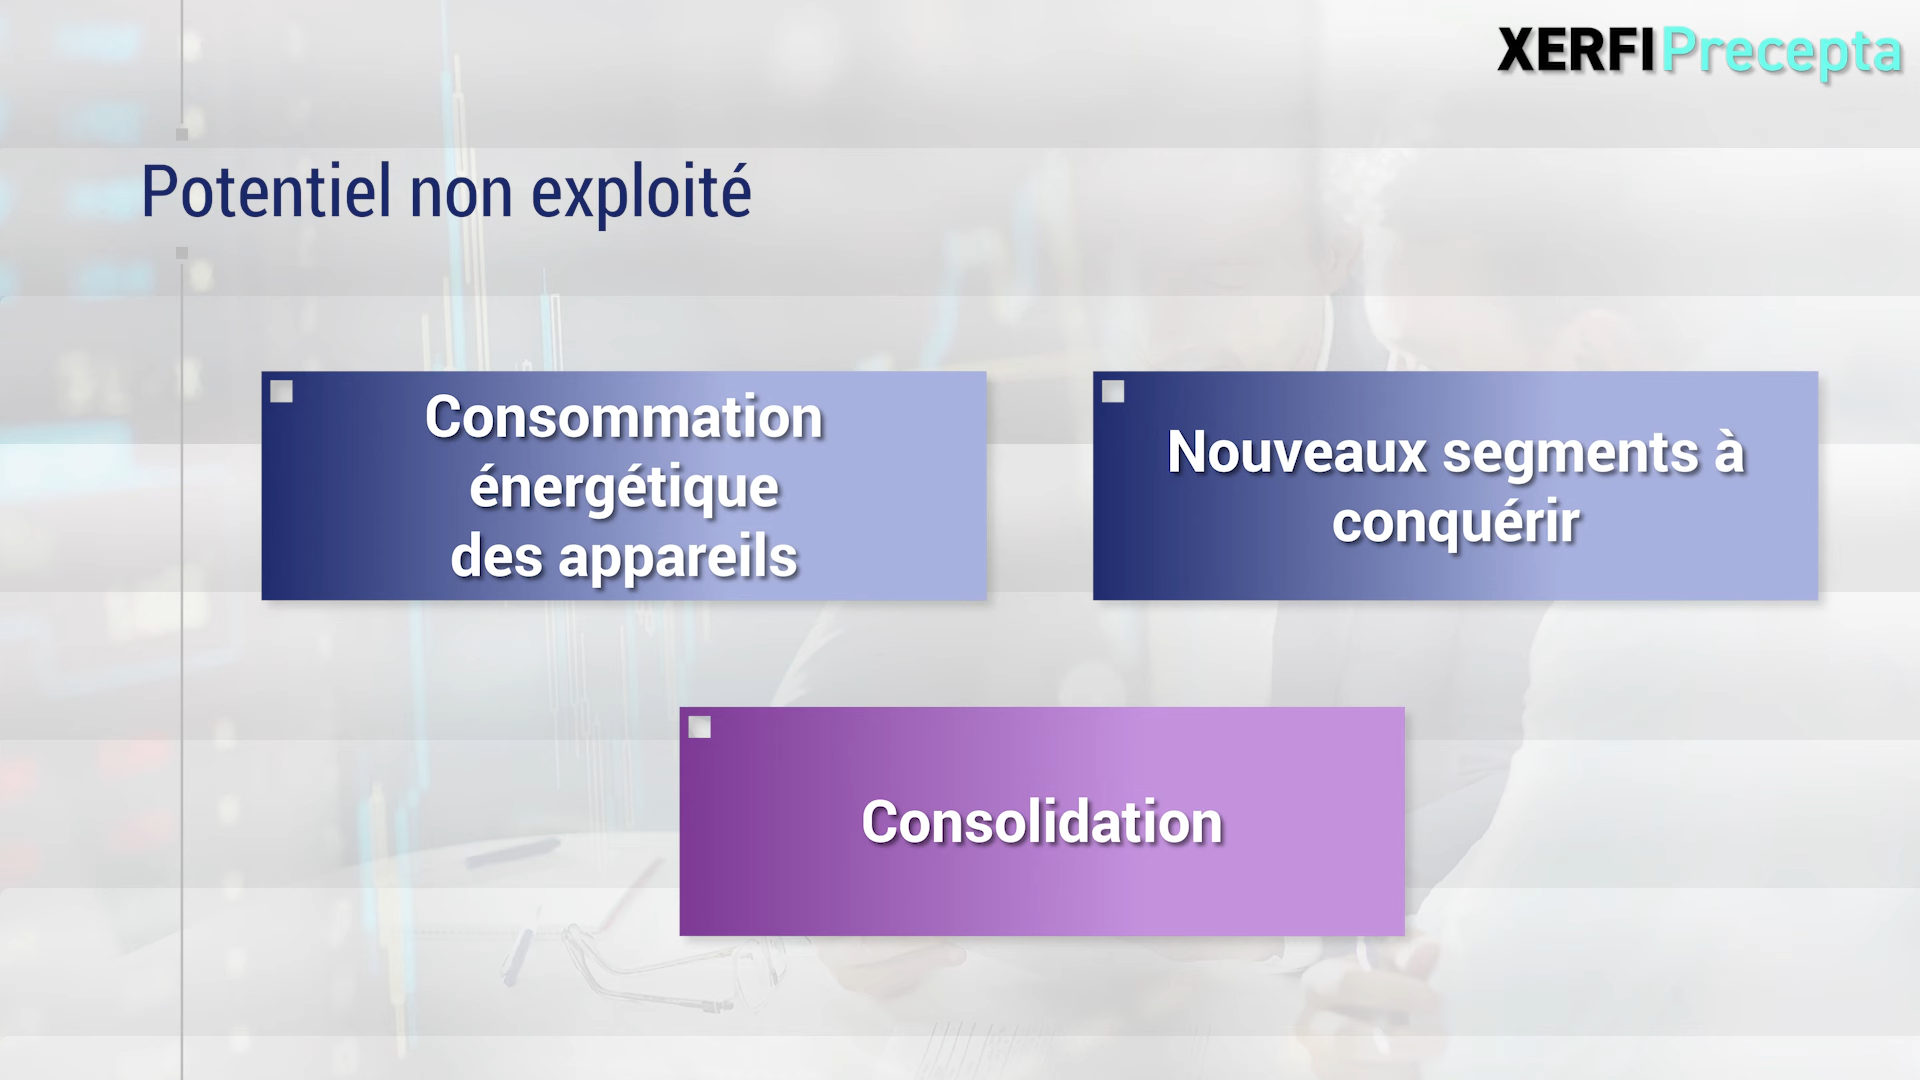 XERFI Precepta
Potentiel non exploité
Consommation
énergétique
des appareils
Nouveaux segments à
conquérir
Consolidation